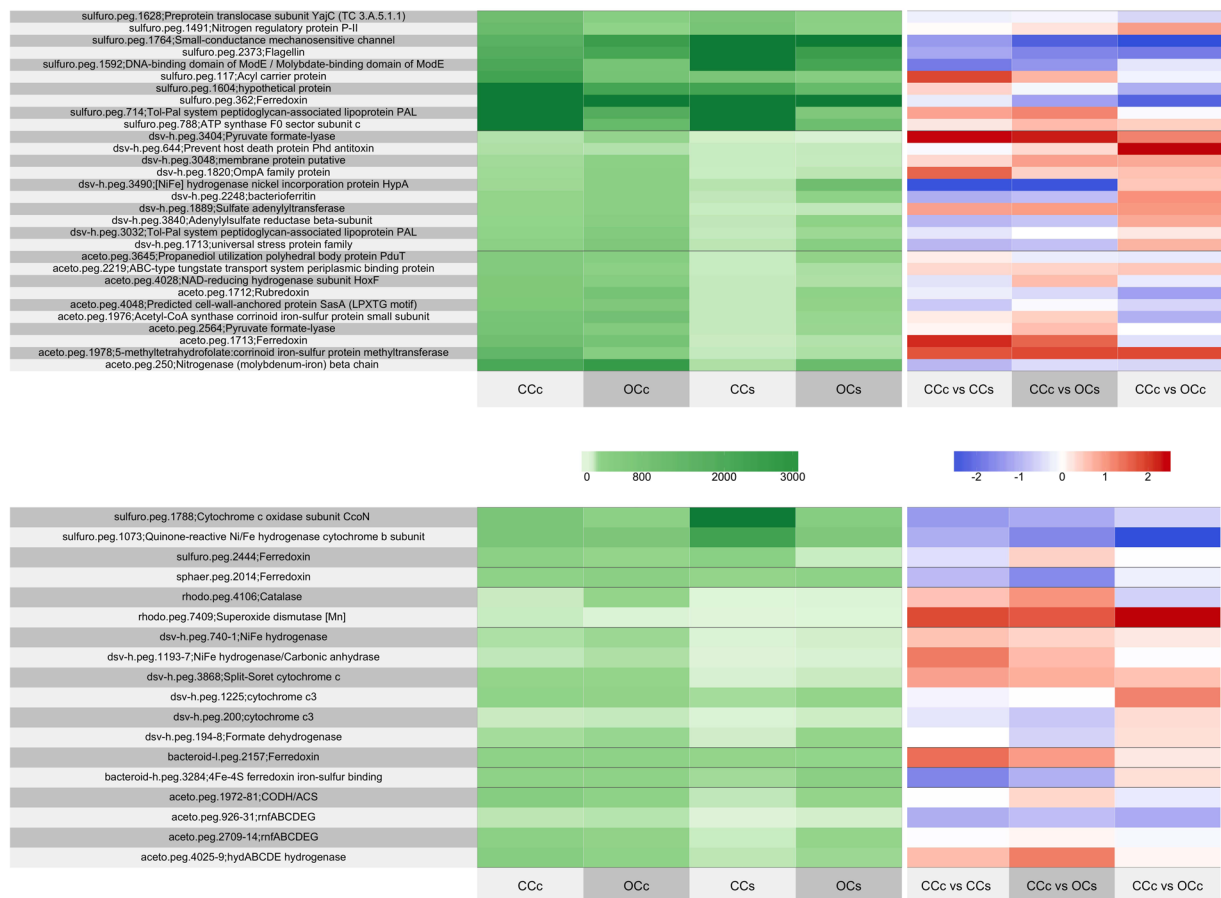 sulfuro.peg.1628;Preprotein translocase subunit YajC (TC 3.A.5.1.1)
sulfuro.peg.1491;Nitrogen regulatory protein P-II
sulfuro.peg.1764;Small-conductance mechanosensitive channel
sulfuro.peg.2373;Flagellin
sulfuro.peg.1592;DNA-binding domain of ModE / Molybdate-binding domain of ModE
sulfuro.peg.117;Acyl carrier protein
sulfuro.peg.1604;hypothetical protein
sulfuro.peg.362;Ferredoxin
sulfuro.peg.714;Tol-Pal system peptidoglycan-associated lipoprotein PAL
sulfuro.peg.788;ATP synthase F0 sector subunit c
dsv-h.peg.3404;Pyruvate formate-lyase
dsv-h.peg.644;Prevent host death protein Phd antitoxin
dsv-h.peg.3048;membrane protein putative
dsv-h.peg.1820;OmpA family protein
dsv-h.peg.3490;[NiFe] hydrogenase nickel incorporation protein HypA
dsv-h.peg.2248;bacterioferritin
dsv-h.peg.1889;Sulfate adenylyltransferase
dsv-h.peg.3840;Adenylylsulfate reductase beta-subunit
dsv-h.peg.3032;Tol-Pal system peptidoglycan-associated lipoprotein PAL
dsv-h.peg.1713;universal stress protein family
aceto.peg.3645;Propanediol utilization polyhedral body protein PduT
aceto.peg.2219;ABC-type tungstate transport system periplasmic binding protein
aceto.peg.4028;NAD-reducing hydrogenase subunit HoxF
aceto.peg.1712;Rubredoxin
aceto.peg.4048;Predicted cell-wall-anchored protein SasA (LPXTG motif)
aceto.peg.1976;Acetyl-CoA synthase corrinoid iron-sulfur protein small subunit
aceto.peg.2564;Pyruvate formate-lyase
aceto.peg.1713;Ferredoxin
aceto.peg.1978;5-methyltetrahydrofolate:corrinoid iron-sulfur protein methyltransferase
aceto.peg.250;Nitrogenase (molybdenum-iron) beta chain
CCc OCc CCs OCs CCc vs CCs CCc vs OCs CCc vs OCc
0 800 2000 3000 -2 -1 0 1 2
sulfuro.peg.1788;Cytochrome c oxidase subunit CcoN
sulfuro.peg.1073;Quinone-reactive Ni/Fe hydrogenase cytochrome b subunit
sulfuro.peg.2444;Ferredoxin
sphaer.peg.2014;Ferredoxin
rhodo.peg.4106;Catalase
rhodo.peg.7409;Superoxide dismutase [Mn]
dsv-h.peg.740-1;NiFe hydrogenase
dsv-h.peg.1193-7;NiFe hydrogenase/Carbonic anhydrase
dsv-h.peg.3868;Split-Soret cytochrome c
dsv-h.peg.1225;cytochrome c3
dsv-h.peg.200;cytochrome c3
dsv-h.peg.194-8;Formate dehydrogenase
bacteroid-l.peg.2157;Ferredoxin
bacteroid-h.peg.3284;4Fe-4S ferredoxin iron-sulfur binding
aceto.peg.1972-81;CODH/ACS
aceto.peg.926-31;rnfABCDEG
aceto.peg.2709-14;rnfABCDEG
aceto.peg.4025-9;hydABCDE hydrogenase
CCc OCc CCs OCs CCc vs CCs CCc vs OCs CCc vs OCc